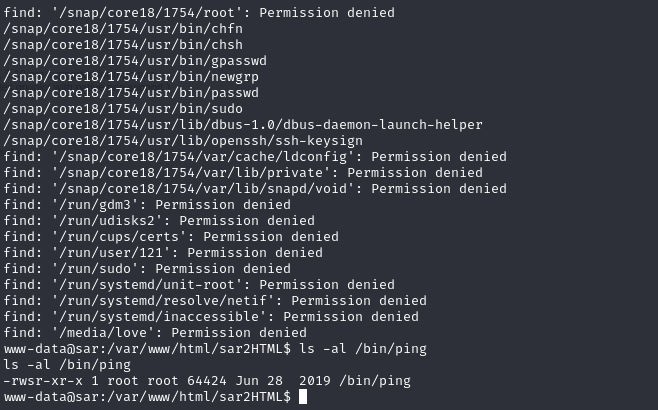 find: '/snap/core18/1754/root': Permission denied
/snap/core18/1754/usr/bin/chfn
/snap/core18/1754/usr/bin/chsh
/snap/core18/1754/usr/bin/gpasswd
/snap/core18/1754/usr/bin/newgrp
/snap/core18/1754/usr/bin/passwd
/snap/core18/1754/usr/bin/sudo
/snap/core18/1754/usr/lib/dbus-1.0/dbus-daemon-launch-helper
/snap/core18/1754/usr/lib/openssh/ssh-keysign
find: '/snap/core18/1754/var/cache/ldconfig': Permission denied
find: '/snap/core18/1754/var/lib/private': Permission denied
find: '/snap/core18/1754/var/lib/snapd/void': Permission denied
find: '/run/gdm3': Permission denied
find: '/run/udisks2': Permission denied
find: '/run/cups/certs': Permission denied
find: '/run/user/121': Permission denied
find: '/run/sudo': Permission denied
find: '/run/systemd/unit-root': Permission denied
find: '/run/systemd/resolve/netif': Permission denied
find: '/run/systemd/inaccessible': Permission denied
find: '/media/love': Permission denied
www-data@sar:/var/www/html/sar2HTML$ ls -al /bin/ping
ls -al /bin/ping
-rwsr-xr-x 1 root root 64424 Jun 28  2019 /bin/ping
www-data@sar:/var/www/html/sar2HTML$